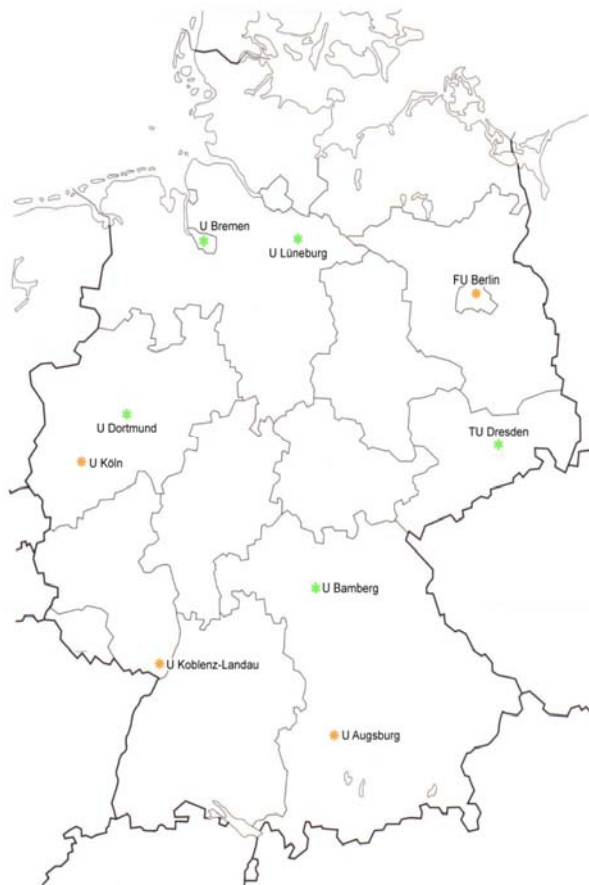 U Bremen
U Lüneburg
FU Berlin
U Dortmund
TU Dresden
U Köln
U Bamberg
U Koblenz-Landau
U Augsburg